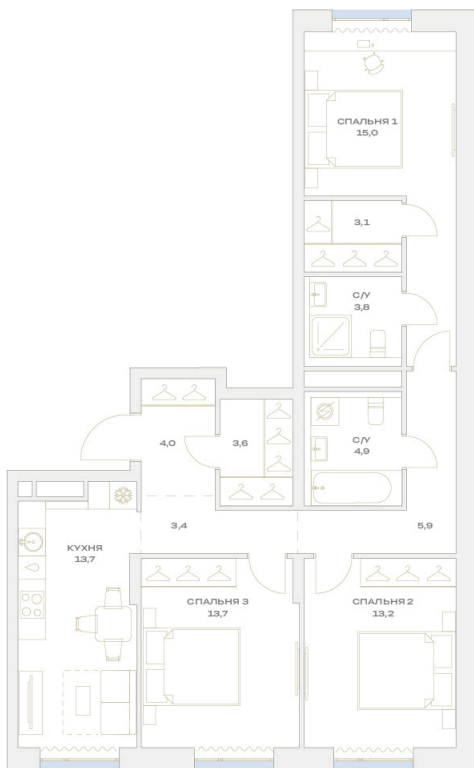 СПАЛЬНЯ 1
15,0
3,1
С/У
3,8
4,0
3,6
С/У
4,9
3,4
5,9
КУХНЯ
13,7
СПАЛЬНЯ 3
13,7
СПАЛЬНЯ 2
13,2